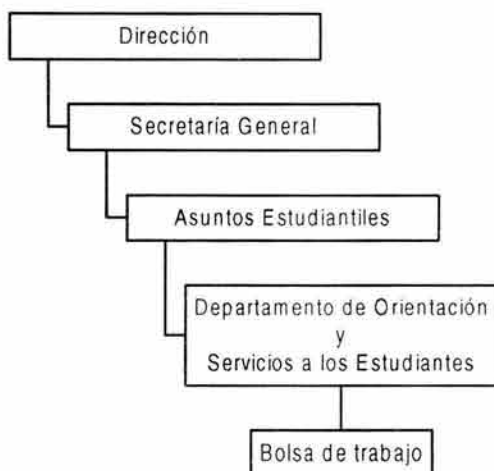 Dirección
Secretaría General
Asuntos Estudiantiles
Departamento de Orientación
y
Servicios a los Estudiantes
Bolsa de trabajo